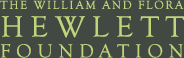 THE WILLIAM AND FLORA
HEWLETT
FOUNDATION